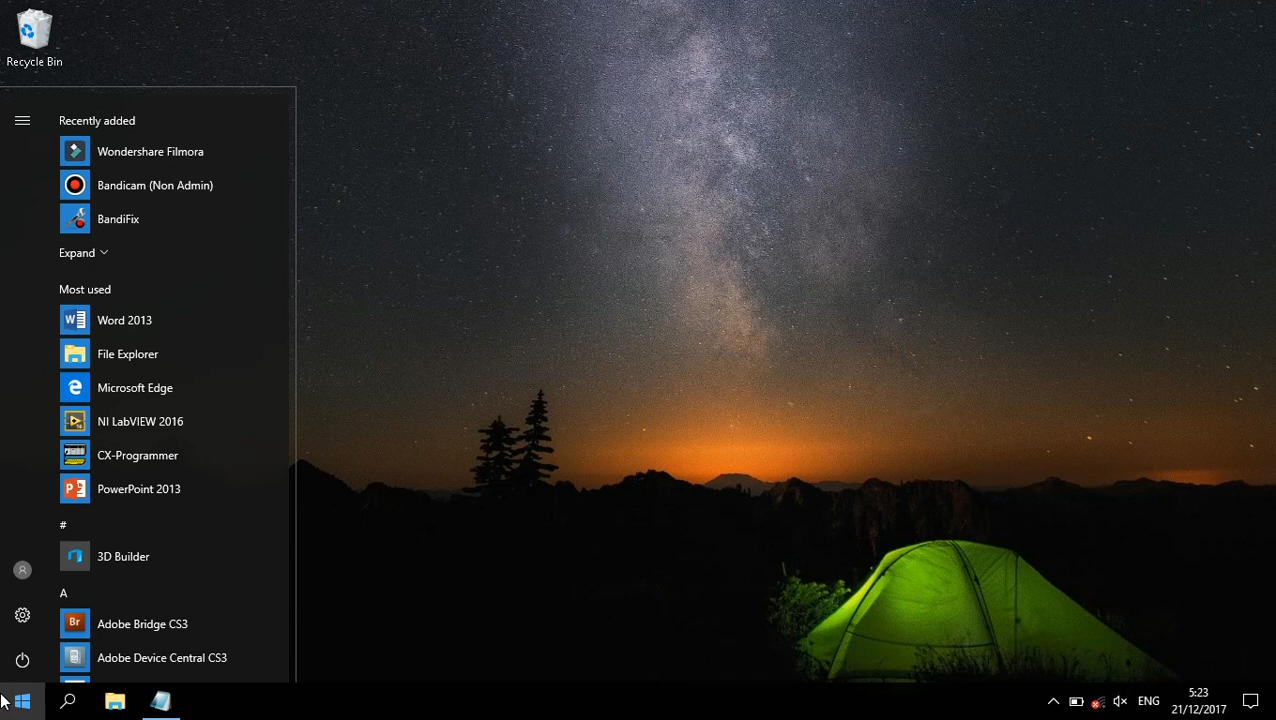 Recycle Bin
Recently added
Wondershare Filmora
Bandicam (Non Admin)
BandiFix
Expand
Most used
Word 2013
File Explorer
Microsoft Edge
NI LabVIEW 2016
CX-Programmer
PowerPoint 2013
#
3D Builder
A
Br Adobe Bridge CS3
Adobe Device Central CS3
ENG
5:23
21/12/2017